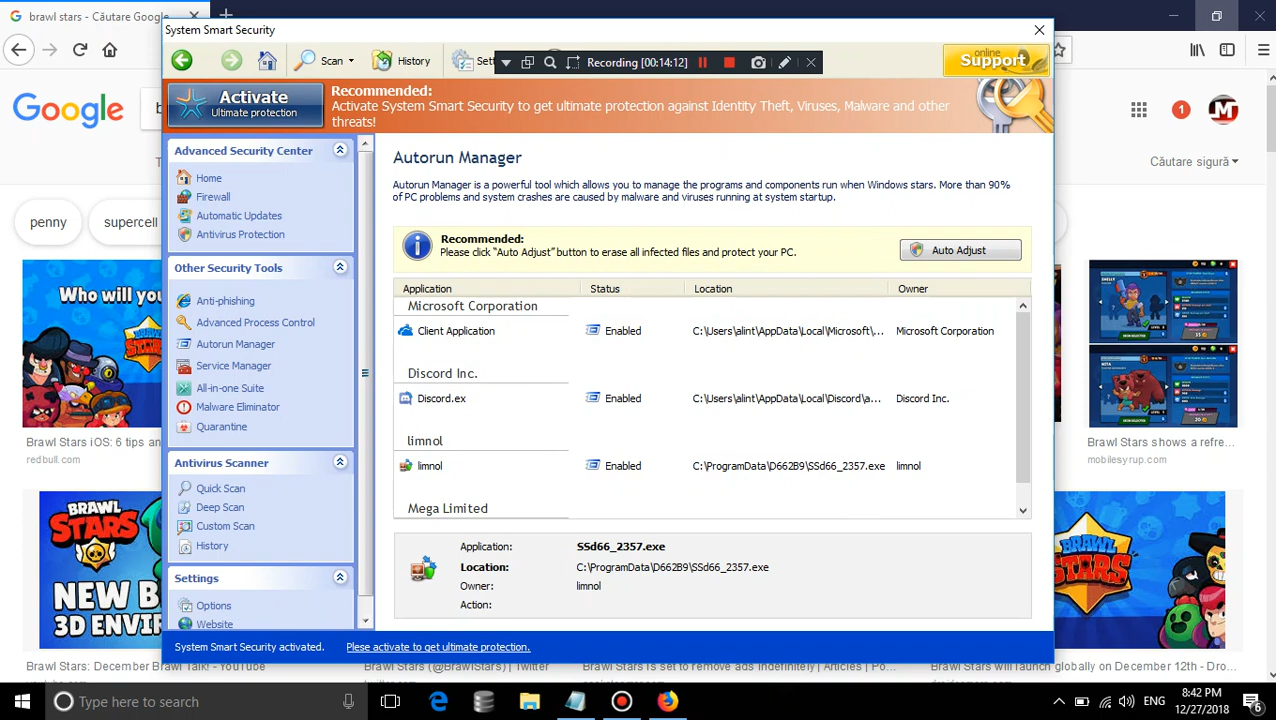 brawl stars - Căutare Google
System Smart Security
Scan
History
Recording [00:14:12]
online
Support
Google
Activate
Ultimate protection
Recommended:
Activate System Smart Security to get ultimate protection against Identity Theft, Viruses, Malware and other
threats!
1
M
Căutare sigură
penny
supercell
Advanced Security Center
Home
Firewall
Automatic Updates
Antivirus Protection
Other Security Tools
Anti-phishing
Advanced Process Control
Autorun Manager
Service Manager
All-in-one Suite
Malware Eliminator
Quarantine
Antivirus Scanner
Quick Scan
Deep Scan
Custom Scan
History
Settings
Options
Website
Autorun Manager
Autorun Manager is a powerful tool which allows you to manage the programs and components run when Windows stars. More than 90%
of PC problems and system crashes are caused by malware and viruses running at system startup.
Recommended:
Please click "Auto Adjust" button to erase all infected files and protect your PC.
Auto Adjust
Application Status Location Owner
Microsoft Corporation
Client Application Enabled C:\Users\alint\AppData\Local\Microsoft\... Microsoft Corporation
Discord Inc.
Discord.ex Enabled C:\Users\alint\AppData\Local\Discord\a... Discord Inc.
limnol
limnol Enabled C:\ProgramData\D662B9\SSd66_2357.exe limnol
Mega Limited
Application: SSd66_2357.exe
Location: C:\ProgramData\D662B9\SSd66_2357.exe
Owner: limnol
Action:
System Smart Security activated. Plese activate to get ultimate protection.
Who will you
Brawl Stars iOS: 6 tips an
redbull.com
Brawl Stars shows a refre...
mobilesyrup.com
BRAWL
STARS
NEW B
3D ENVIR
BRAWL
STARS
Brawl Stars: December Brawl Talk! - YouTube
Brawl Stars (@BrawlStars) | Twitter
Brawl Stars is set to remove ads indefinitely | Articles | Po...
Brawl Stars will launch globally on December 12th - Dro...
Type here to search
ENG
8:42 PM
12/27/2018
6